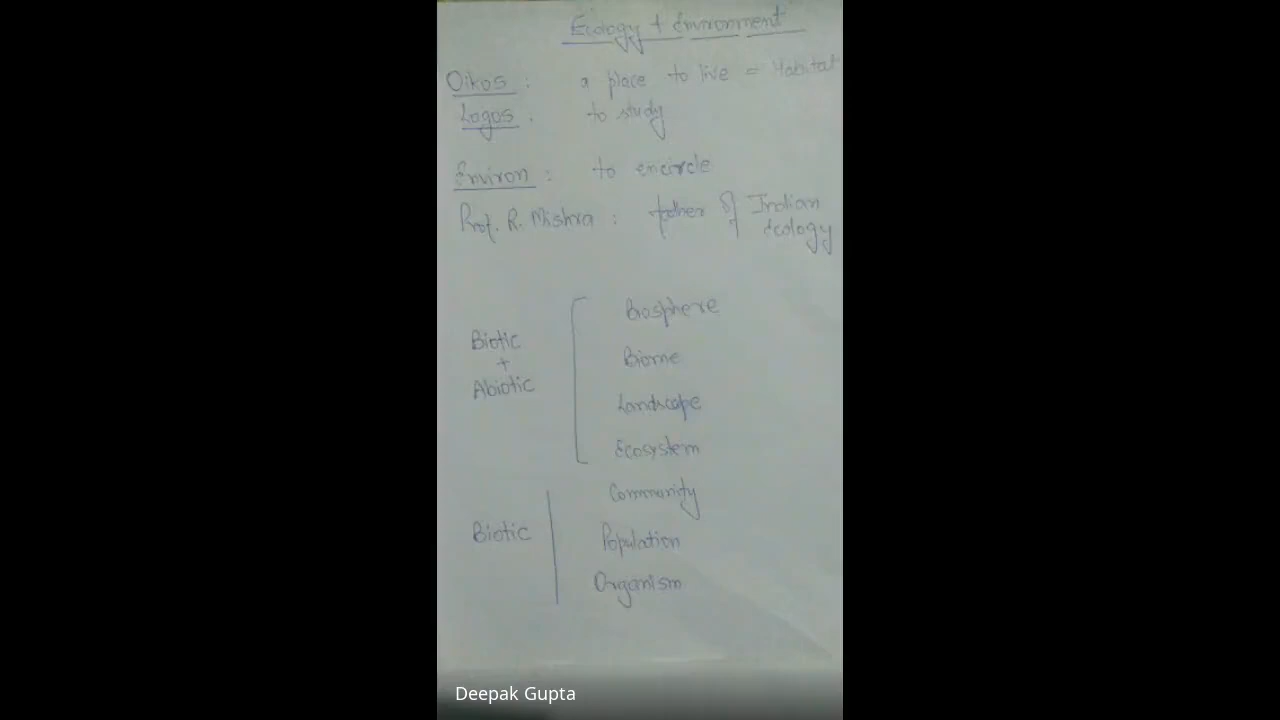 Ecology + Environment
Oikos : a place to live = Habitat
Logos : to study
Environ : to encircle
Prof. R. Mishra : father of Indian
Ecology
Biosphere
Biotic
+
Abiotic
Biome
Landscape
Ecosystem
Community
Biotic
Population
Organism
Deepak Gupta